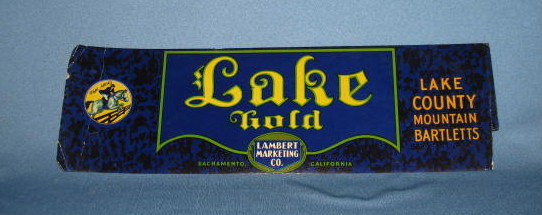 Lake
Gold
LAMBERT
MARKETING
CO.
SACRAMENTO, CALIFORNIA
LAKE
COUNTY
MOUNTAIN
BARTLETTS